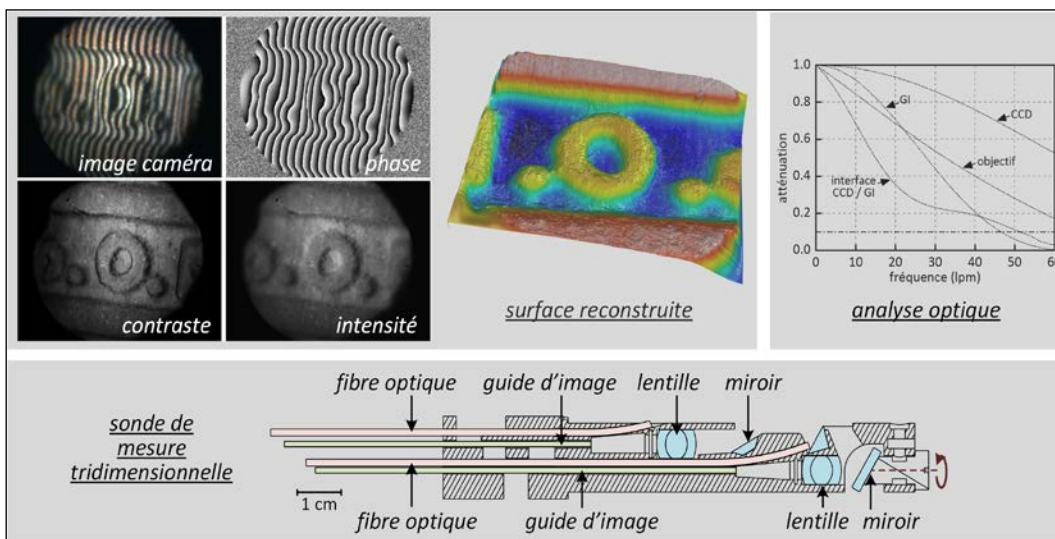 image caméra
phase
contraste
intensité
surface reconstruite
1.0
0.8
0.6
0.4
0.2
0.0
atténuation
GI
CCD
objectif
interface
CCD / GI
0
10
20
30
40
50
60
fréquence (lpm)
analyse optique
sonde de
mesure
tridimensionnelle
fibre optique
guide d'image
lentille
miroir
1 cm
fibre optique
guide d'image
lentille
miroir